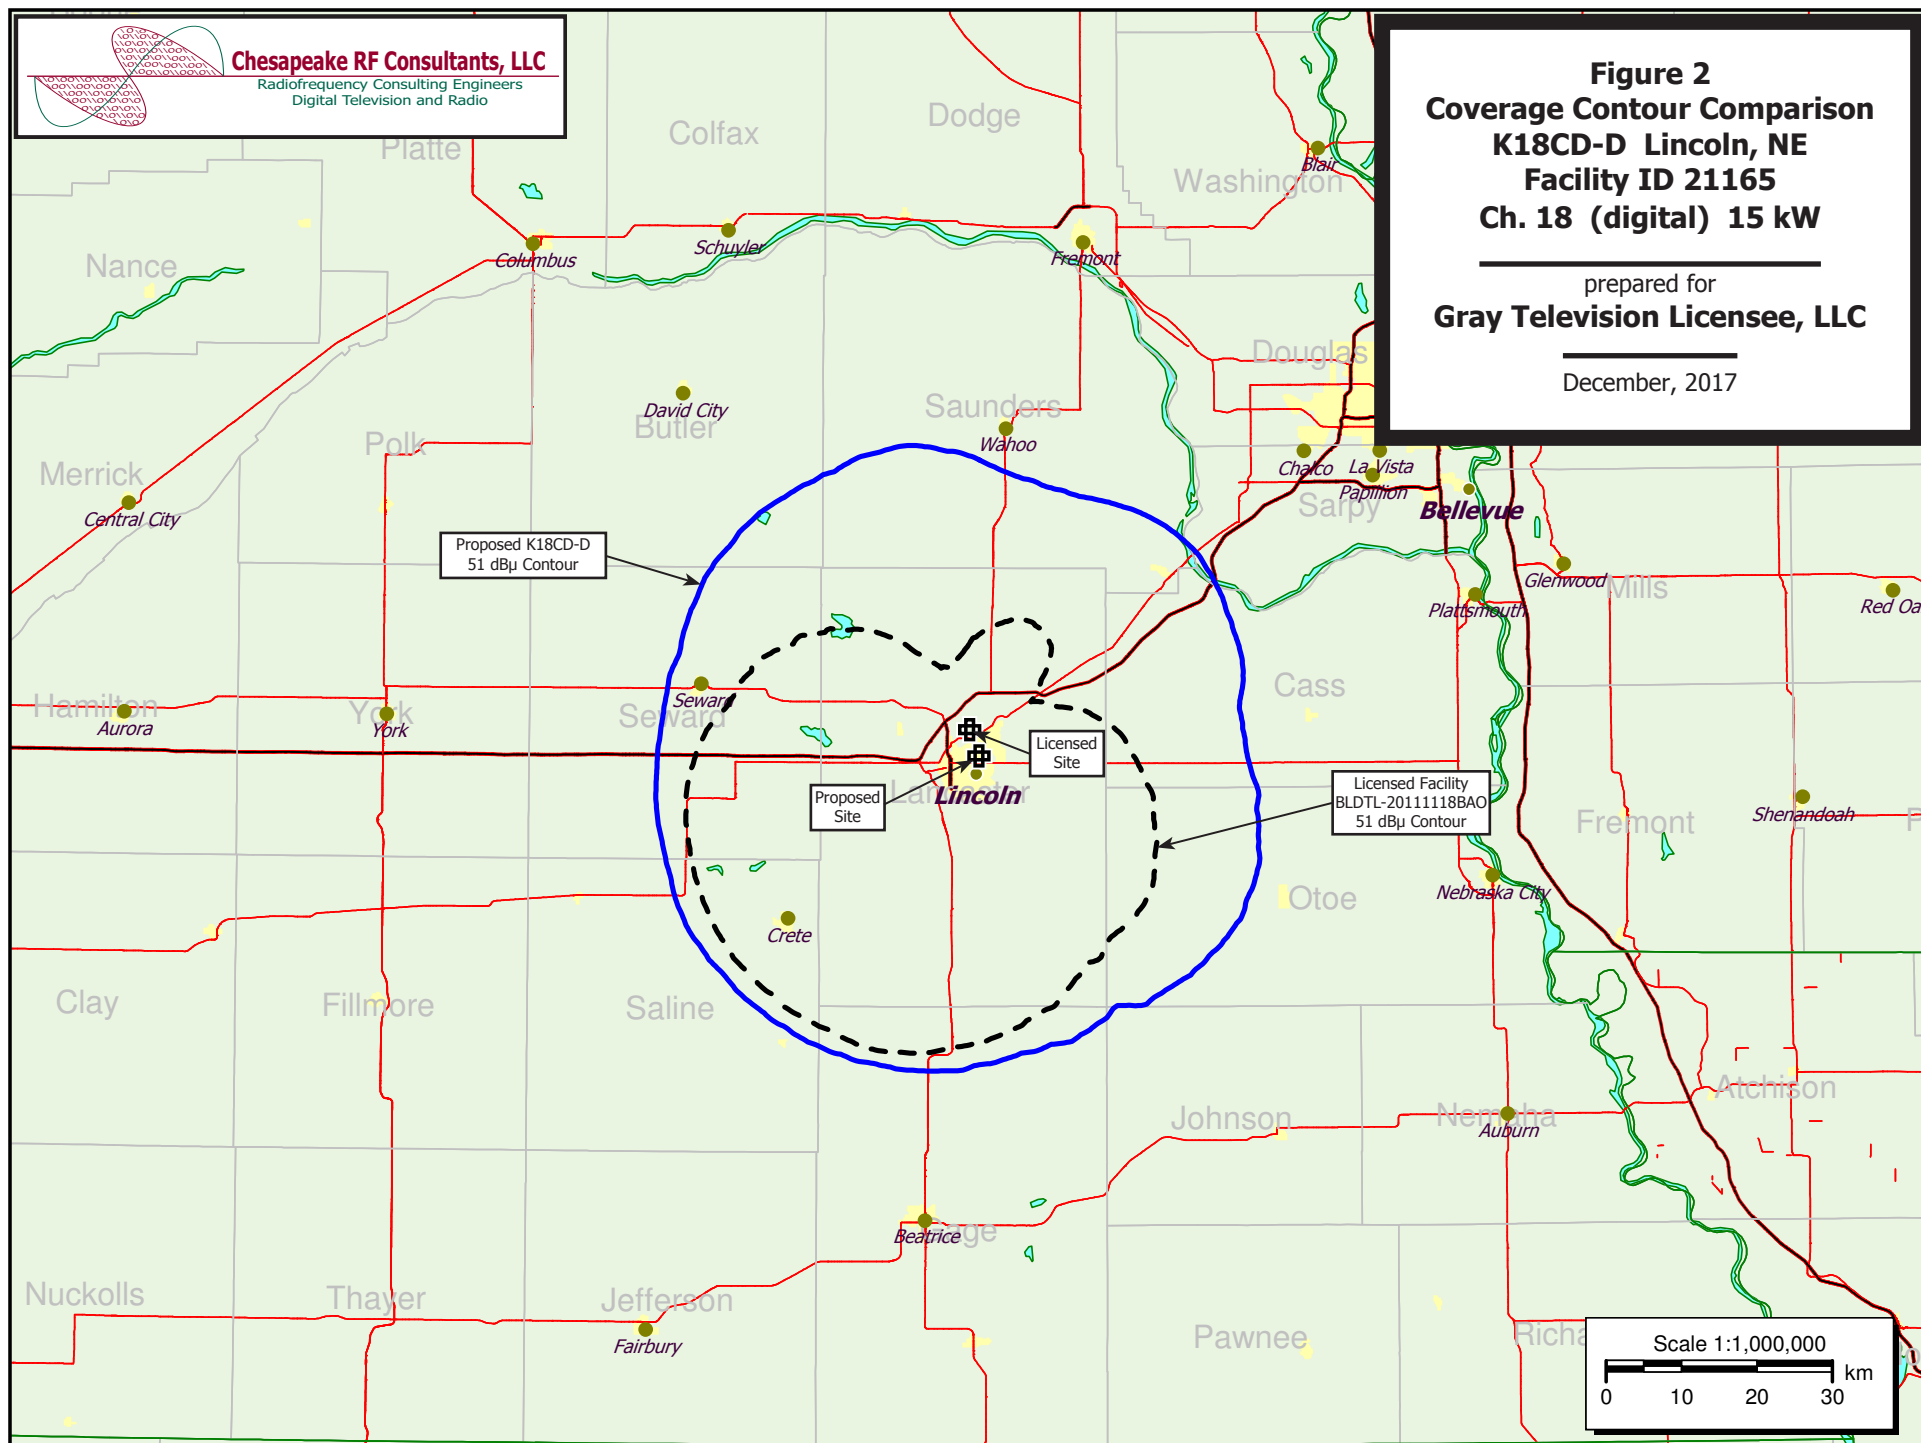 Chesapeake RF Consultants, LLC
Radiofrequency Consulting Engineers
Digital Television and Radio
Figure 2
Coverage Contour Comparison
K18CD-D Lincoln, NE
Facility ID 21165
Ch. 18 (digital) 15 kW
prepared for
Gray Television Licensee, LLC
December, 2017
Platte
Colfax
Dodge
Washington
Blair
Nance
Columbus
Schuyler
Fremont
Douglas
David City
Butler
Saunders
Wahoo
Polk
Merrick
Central City
Chalco
La Vista
Papillion
Sarpy
Bellevue
Proposed K18CD-D
51 dBµ Contour
Glenwood
Mills
Plattsmouth
Red Oa
Hamilton
Aurora
York
York
Seward
Seward
Cass
Licensed
Site
Proposed
Site
Lancaster
Lincoln
Licensed Facility
BLDTL-20111118BAO
51 dBµ Contour
Fremont
Shenandoah
Otoe
Nebraska City
Crete
Clay
Fillmore
Saline
Johnson
Nemaha
Auburn
Atchison
Gage
Beatrice
Nuckolls
Thayer
Jefferson
Fairbury
Pawnee
Richa
Scale 1:1,000,000
km
0 10 20 30